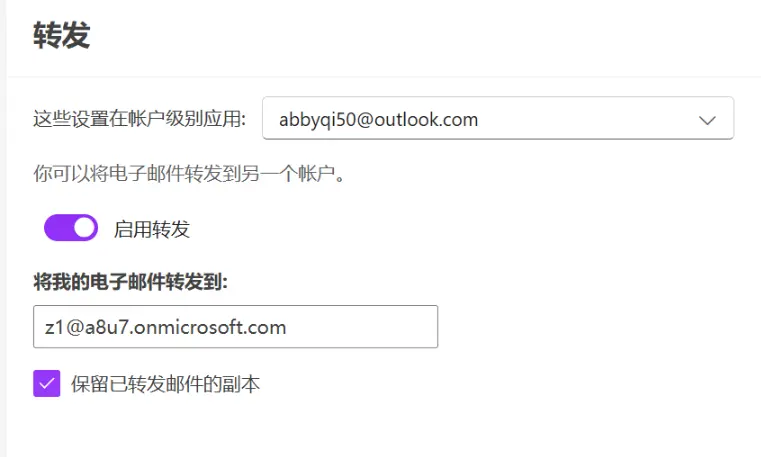 转发
这些设置在帐户级别应用: abbyqi50@outlook.com
你可以将电子邮件转发到另一个帐户。
启用转发
将我的电子邮件转发到:
z1@a8u7.onmicrosoft.com
保留已转发邮件的副本